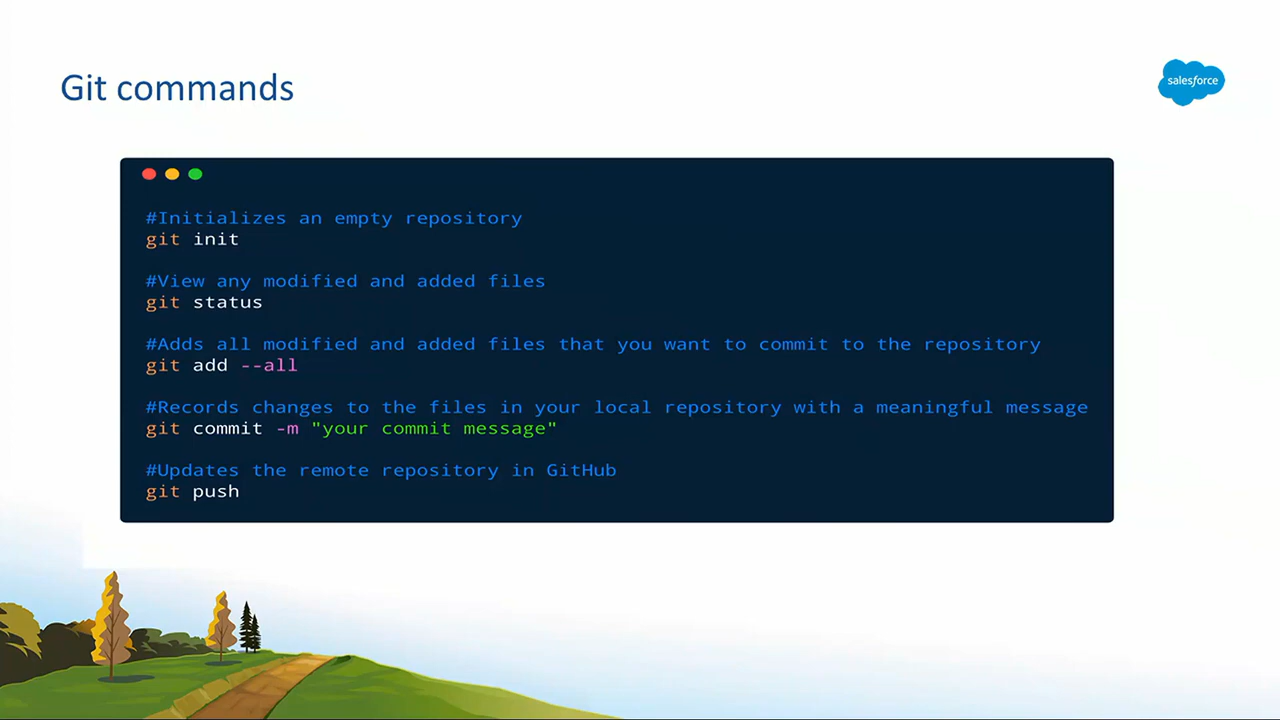 Git commands
salesforce
#Initializes an empty repository
git init
#View any modified and added files
git status
#Adds all modified and added files that you want to commit to the repository
git add --all
#Records changes to the files in your local repository with a meaningful message
git commit -m "your commit message"
#Updates the remote repository in GitHub
git push